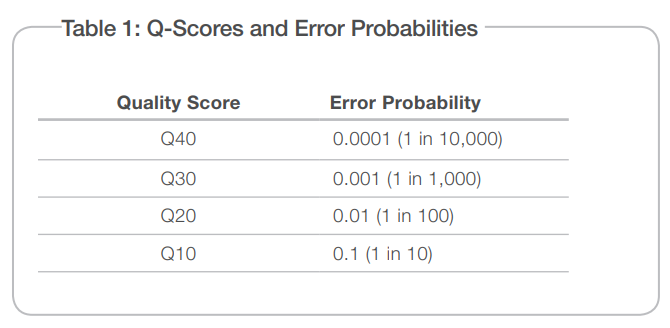 Table 1: Q-Scores and Error Probabilities
Quality Score Error Probability
Q40 0.0001 (1 in 10,000)
Q30 0.001 (1 in 1,000)
Q20 0.01 (1 in 100)
Q10 0.1 (1 in 10)